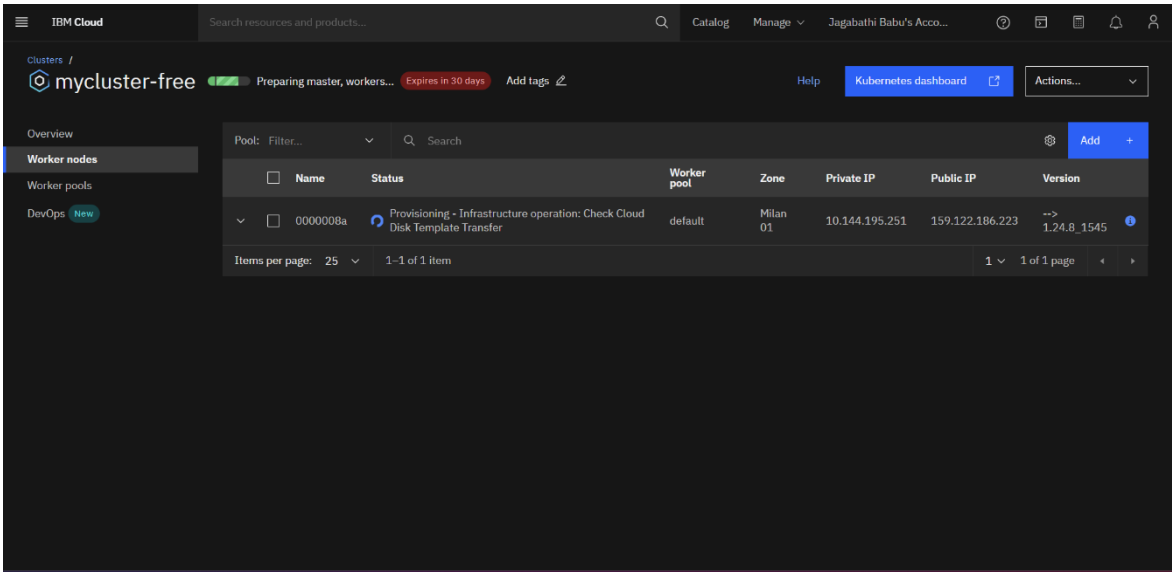 IBM Cloud
Search resources and products...
Catalog
Manage
Jagabathi Babu's Acco...
Clusters /
mycluster-free
Preparing master, workers...
Expires in 30 days
Add tags
Help
Kubernetes dashboard
Actions...
Overview
Worker nodes
Worker pools
DevOps New
Pool: Filter...
Search
Add +
Name
Status
Worker
pool
Zone
Private IP
Public IP
Version
0000008a
Provisioning - Infrastructure operation: Check Cloud
Disk Template Transfer
default
Milan
01
10.144.195.251
159.122.186.223
-->
1.24.8_1545
Items per page: 25
1–1 of 1 item
1
1 of 1 page